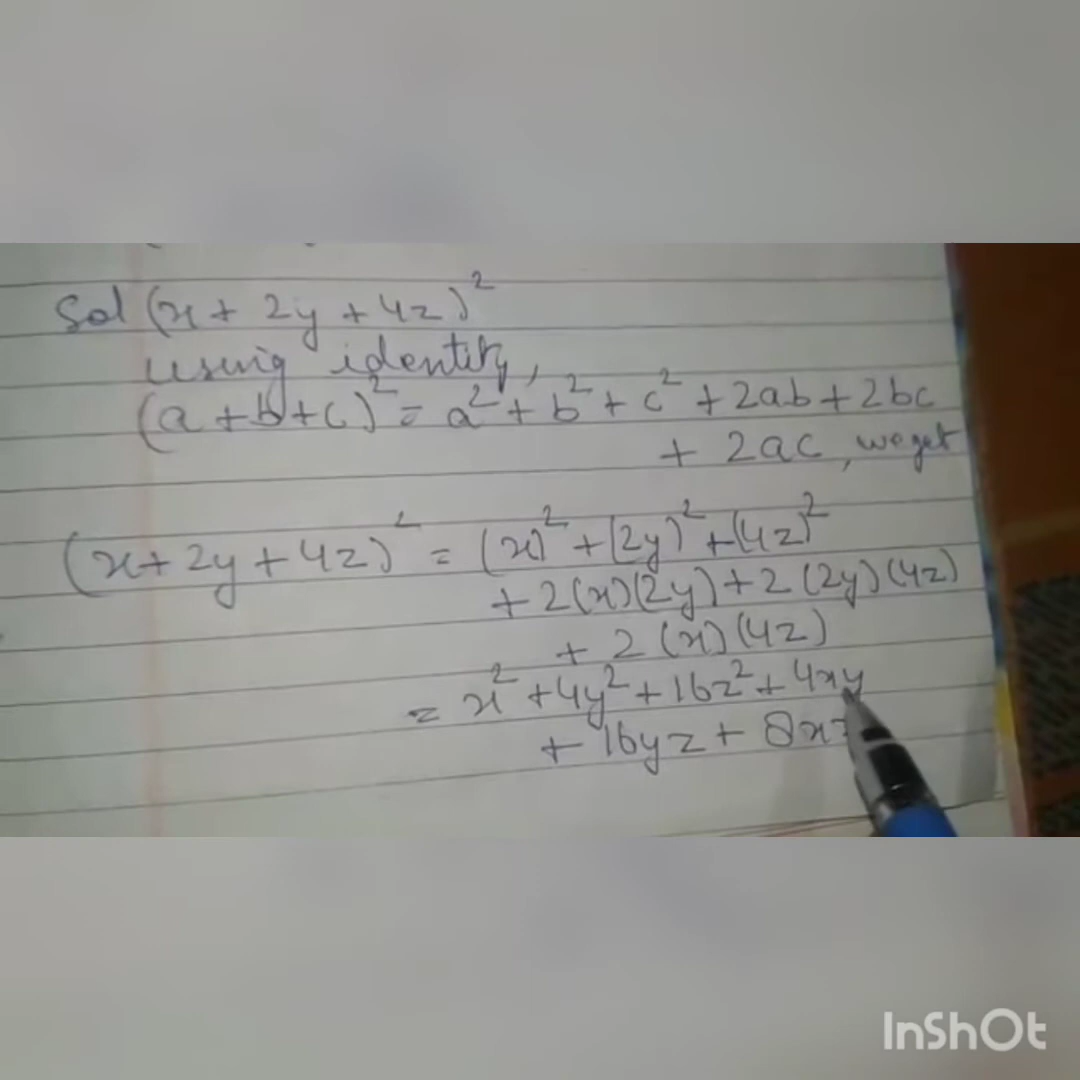 Sol (x + 2y + 4z)²
using identity,
(a + b + c)² = a² + b² + c² + 2ab + 2bc
+ 2ac, we get
(x + 2y + 4z)² = (x)² + (2y)² + (4z)²
+ 2(x)(2y) + 2(2y)(4z)
+ 2(x)(4z)
= x² + 4y² + 16z² + 4xy
+ 16yz + 8xz
InShOt